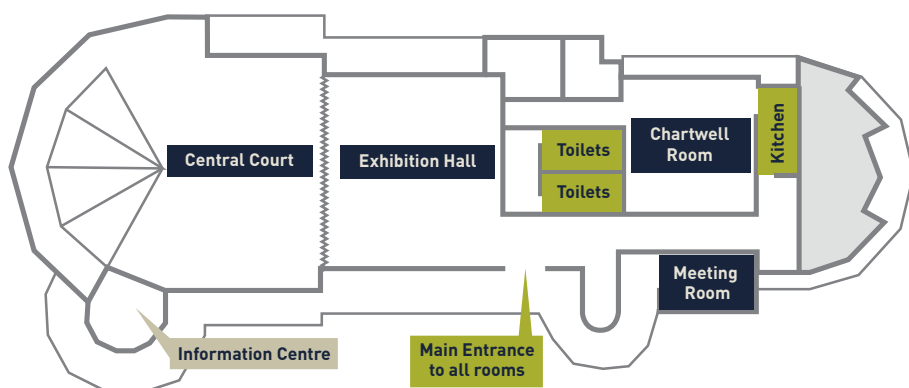 Central Court
Exhibition Hall
Toilets
Toilets
Chartwell
Room
Kitchen
Meeting
Room
Information Centre
Main Entrance
to all rooms